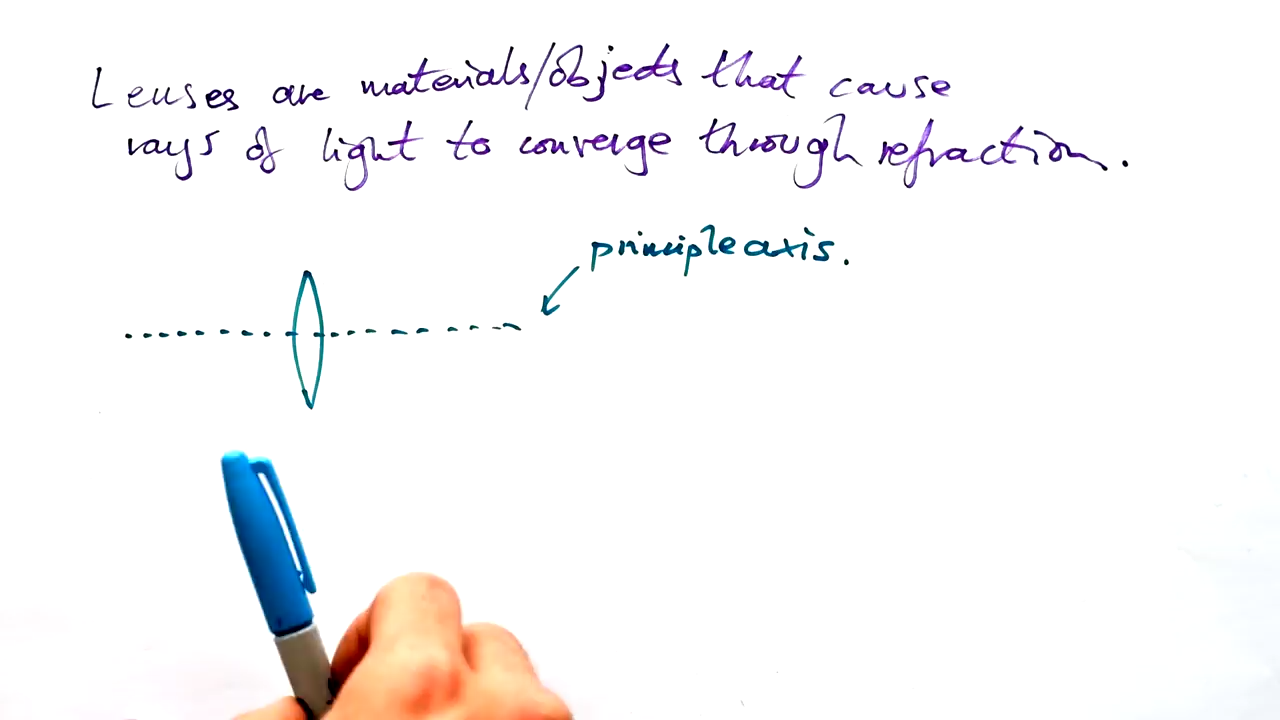 Lenses are materials/objects that cause
rays of light to converge through refraction.
principle axis.